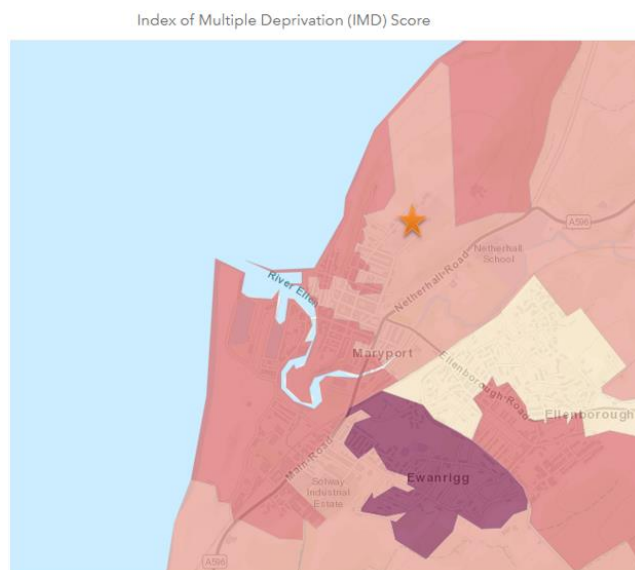 Index of Multiple Deprivation (IMD) Score
A596
Netherhall
School
Netherhall Road
River Ellen
Maryport
Ellenborough Road
Ellenborough
Main Road
Ewanrigg
Solway
Industrial
Estate
A596